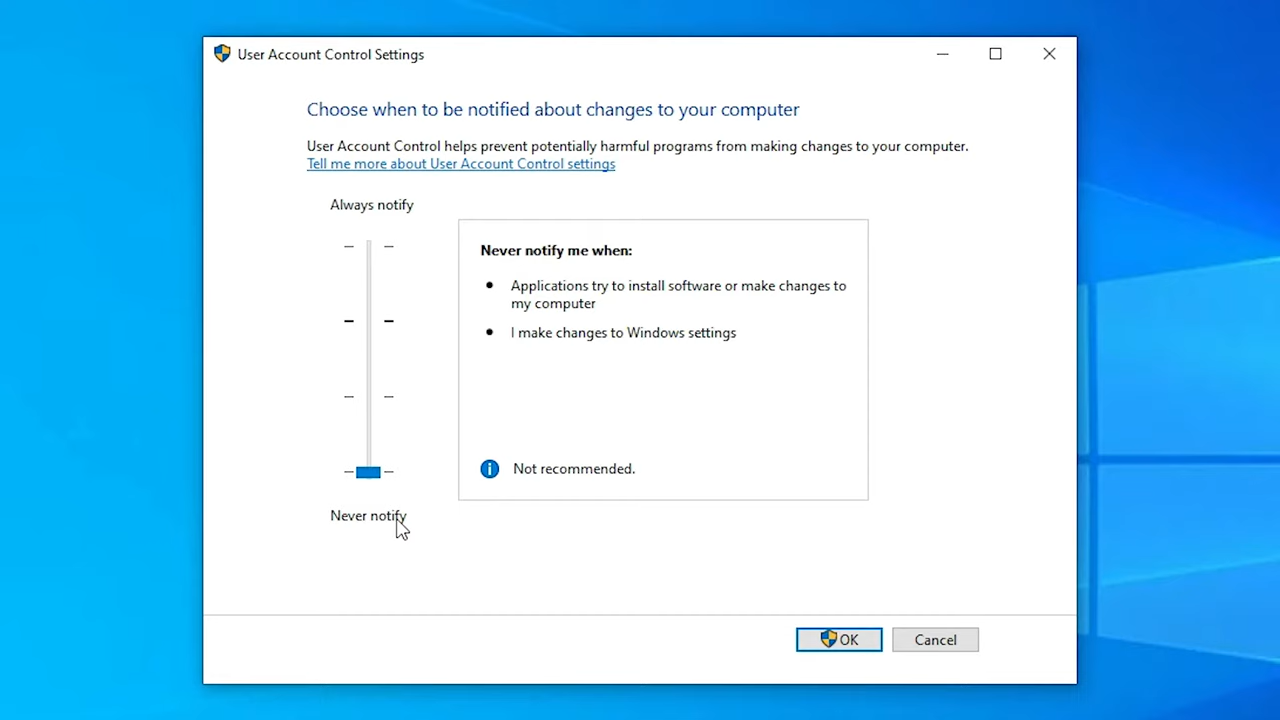 User Account Control Settings
Choose when to be notified about changes to your computer
User Account Control helps prevent potentially harmful programs from making changes to your computer.
Tell me more about User Account Control settings
Always notify
Never notify me when:
Applications try to install software or make changes to
my computer
I make changes to Windows settings
Not recommended.
Never notify
OK
Cancel